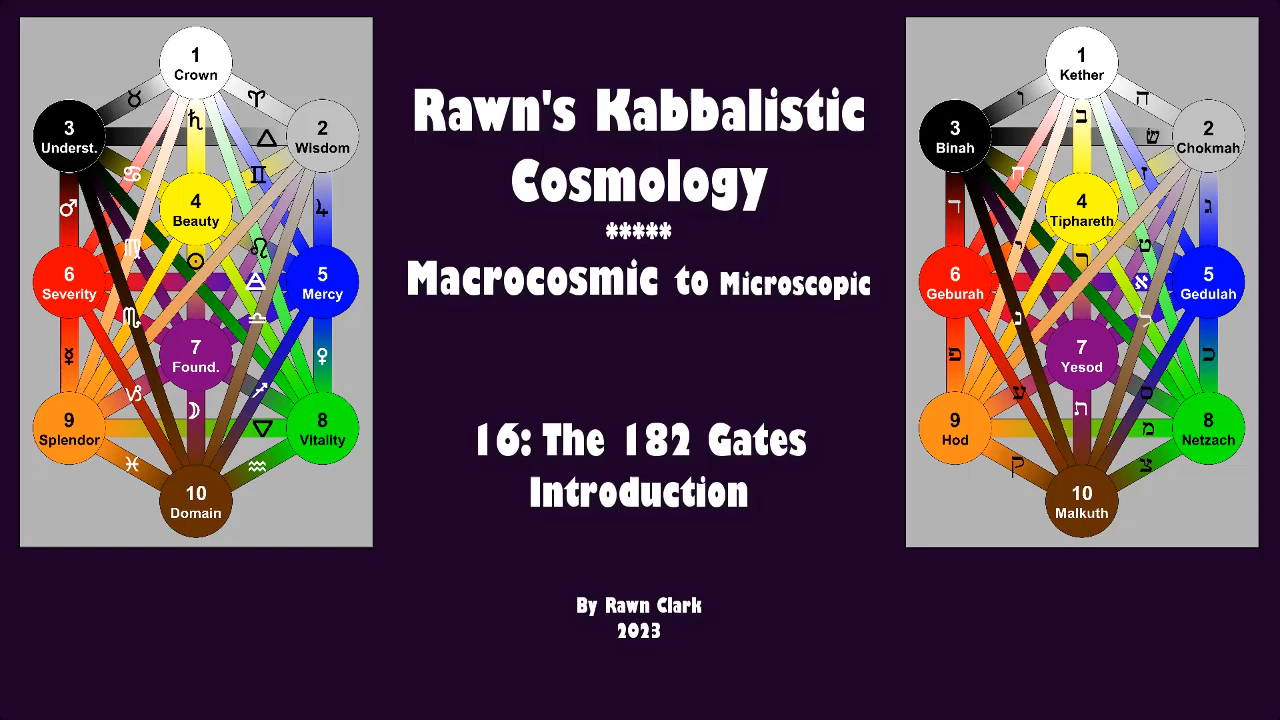 1
Crown
♉ ♈
♄
3
Underst.
△
2
Wisdom
♋ ♊
♂
4
Beauty
♃
♍ ♌
☉
6
Severity
5
Mercy
♏ ♎
☿
7
Found.
♀
♑ ♐
☽
9
Splendor
▽
8
Vitality
♓ ♒
10
Domain
Rawn's Kabbalistic
Cosmology
*****
Macrocosmic to Microscopic
16: The 182 Gates
Introduction
By Rawn Clark
2023
1
Kether
ו ה
ב
3
Binah
ש
2
Chokmah
ח ז
ד
4
Tiphareth
ג
י ט
ר
6
Geburah
א
5
Gedulah
נ
פ
7
Yesod
ע ס
ת
9
Hod
מ
8
Netzach
ק צ
10
Malkuth